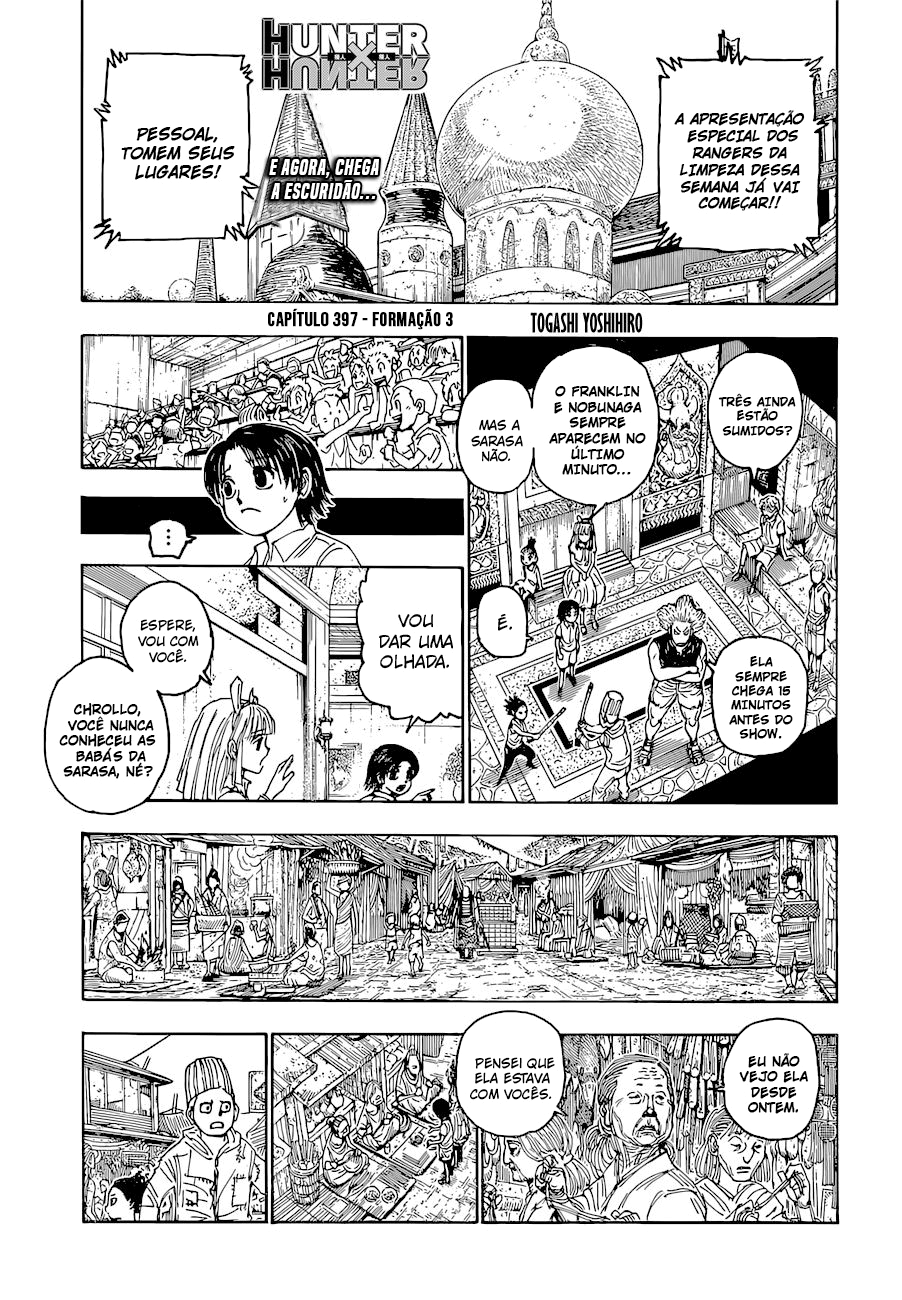 HUNTER
×
HUNTER
A APRESENTAÇÃO
ESPECIAL DOS
RANGERS DA
LIMPEZA DESSA
SEMANA JÁ VAI
COMEÇAR!!
PESSOAL,
TOMEM SEUS
LUGARES!
E AGORA, CHEGA
A ESCURIDÃO...
CAPÍTULO 397 - FORMAÇÃO 3
TOGASHI YOSHIHIRO
TRÊS AINDA
ESTÃO
SUMIDOS?
O FRANKLIN
E NOBUNAGA
SEMPRE
APARECEM NO
ÚLTIMO
MINUTO...
MAS A
SARASA
NÃO.
ELA
SEMPRE
CHEGA 15
MINUTOS
ANTES DO
SHOW.
É.
...
VOU
DAR UMA
OLHADA.
ESPERE,
VOU COM
VOCÊ.
CHROLLO,
VOCÊ NUNCA
CONHECEU AS
BABÁS DA
SARASA, NÉ?
EU NÃO
VEJO ELA
DESDE
ONTEM.
PENSEI QUE
ELA ESTAVA
COM VOCÊS.